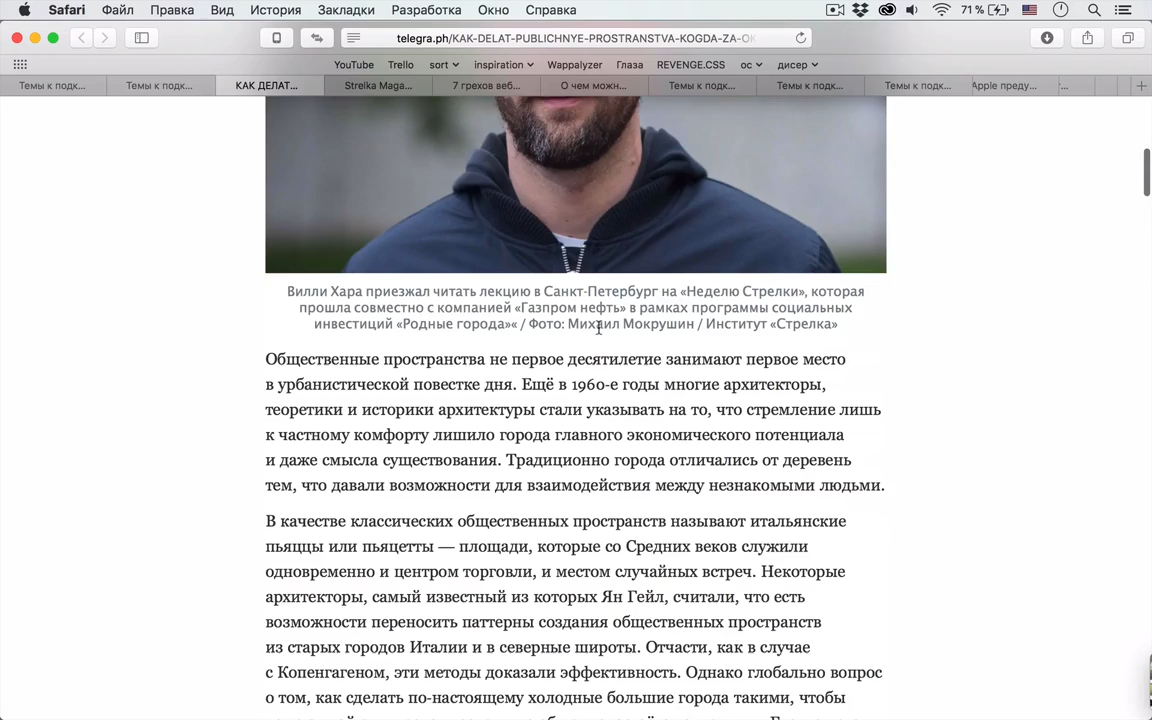 Safari Файл Правка Вид История Закладки Разработка Окно Справка 71 %
telegra.ph/KAK-DELAT-PUBLICHNYE-PROSTRANSTVA-KOGDA-ZA-OK
YouTube Trello sort inspiration Wappalyzer Глаза REVENGE.CSS ос дисер
Темы к подк... Темы к подк... КАК ДЕЛАТ... Strelka Maga... 7 грехов веб... О чем можн... Темы к подк... Темы к подк... Темы к подк... Apple преду...
Вилли Хара приезжал читать лекцию в Санкт-Петербург на «Неделю Стрелки», которая
прошла совместно с компанией «Газпром нефть» в рамках программы социальных
инвестиций «Родные города»« / Фото: Михаил Мокрушин / Институт «Стрелка»
Общественные пространства не первое десятилетие занимают первое место
в урбанистической повестке дня. Ещё в 1960-е годы многие архитекторы,
теоретики и историки архитектуры стали указывать на то, что стремление лишь
к частному комфорту лишило города главного экономического потенциала
и даже смысла существования. Традиционно города отличались от деревень
тем, что давали возможности для взаимодействия между незнакомыми людьми.
В качестве классических общественных пространств называют итальянские
пьяццы или пьяцетты — площади, которые со Средних веков служили
одновременно и центром торговли, и местом случайных встреч. Некоторые
архитекторы, самый известный из которых Ян Гейл, считали, что есть
возможности переносить паттерны создания общественных пространств
из старых городов Италии и в северные широты. Отчасти, как в случае
с Копенгагеном, эти методы доказали эффективность. Однако глобально вопрос
о том, как сделать по-настоящему холодные большие города такими, чтобы